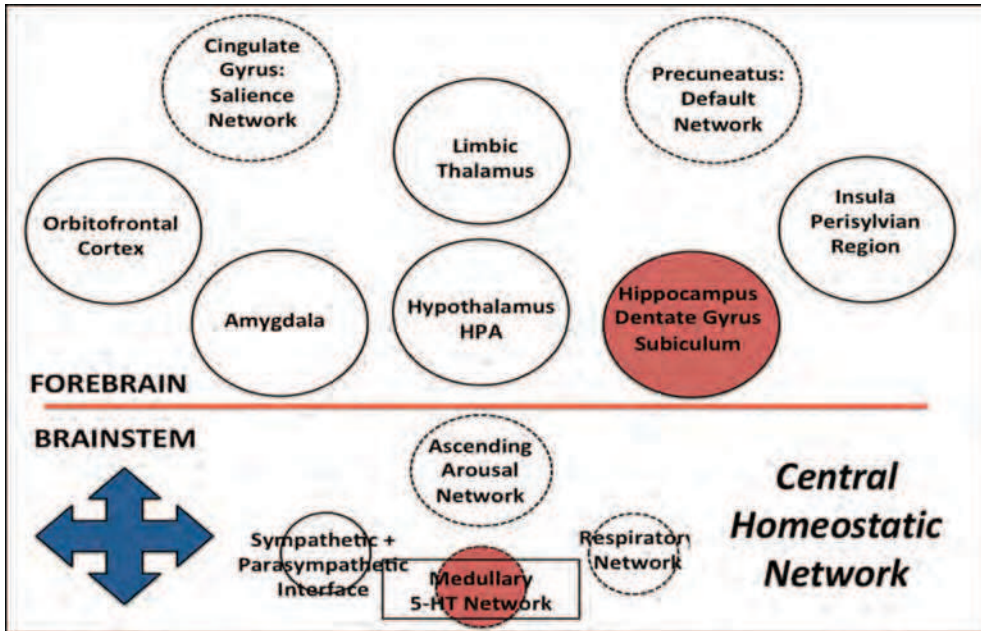 Cingulate
Gyrus:
Salience
Network
Precuneatus:
Default
Network
Limbic
Thalamus
Orbitofrontal
Cortex
Insula
Perisylvian
Region
Amygdala
Hypothalamus
HPA
Hippocampus
Dentate Gyrus
Subiculum
FOREBRAIN
BRAINSTEM
Ascending
Arousal
Network
Central
Homeostatic
Network
Sympathetic +
Parasympathetic
Interface
Respiratory
Network
Medullary
5-HT Network